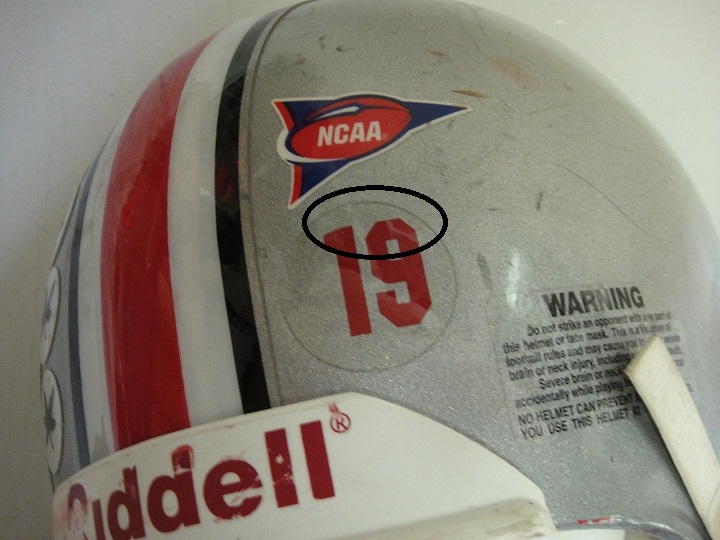 NCAA
19
WARNING
Do not strike an opponent with any part of
this helmet or face mask. This is a violation of
football rules and may cause you to
brain or neck injury, including
Severe brain or neck
accidentally while playing
NO HELMET CAN PREVENT
YOU USE THIS HELMET AT
Riddell®